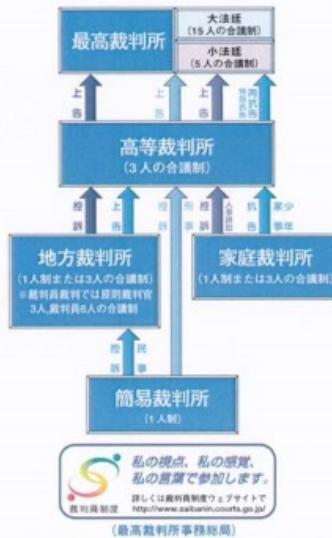 最高裁判所
大法廷
(15人の合議制)
小法廷
(5人の合議制)
上告
上告
上告
特別抗告
高等裁判所
(3人の合議制)
控訴
上告
控訴
刑事
控訴
人事訴訟
抗告
家事
少年
地方裁判所
(1人制または3人の合議制)
※裁判員裁判では原則裁判官
3人,裁判員6人の合議制
家庭裁判所
(1人制または3人の合議制)
控訴
民事
簡易裁判所
(1人制)
私の視点、私の感覚、
私の言葉で参加します。
裁判員制度
詳しくは裁判員制度ウェブサイトで
http://www.saibanin.courts.go.jp/
(最高裁判所事務総局)